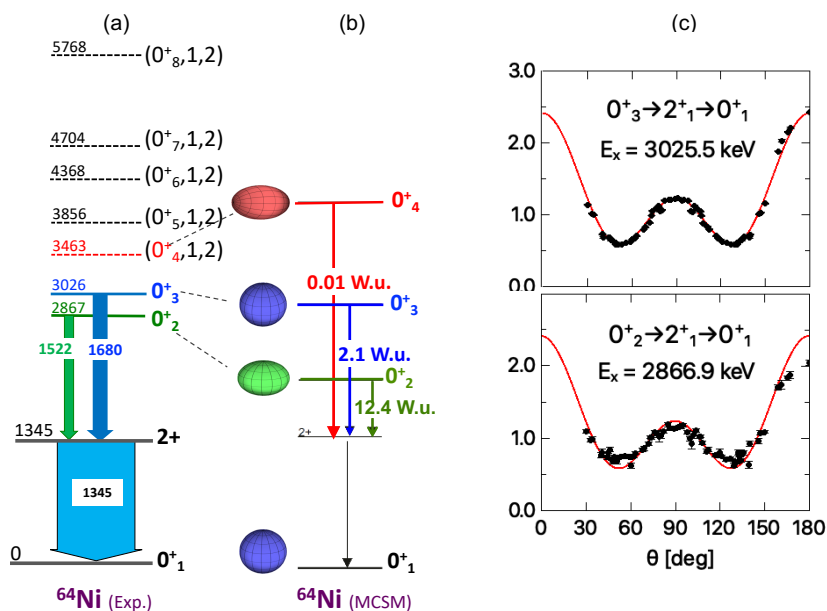 (a)
5768 (0⁺₈,1,2)
4704 (0⁺₇,1,2)
4368 (0⁺₆,1,2)
3856 (0⁺₅,1,2)
3463 (0⁺₄,1,2)
3026 0⁺₃
2867 0⁺₂
1522 1680
1345 2+
1345
0 0⁺₁
⁶⁴Ni (Exp.)
(b)
0⁺₄
0.01 W.u.
0⁺₃
2.1 W.u.
0⁺₂
12.4 W.u.
2+
0⁺₁
⁶⁴Ni (MCSM)
(c)
3.0
2.0
1.0
0.0
0⁺₃→2⁺₁→0⁺₁
Eₓ = 3025.5 keV
2.0
1.0
0.0
0⁺₂→2⁺₁→0⁺₁
Eₓ = 2866.9 keV
0 30 60 90 120 150 180
θ [deg]